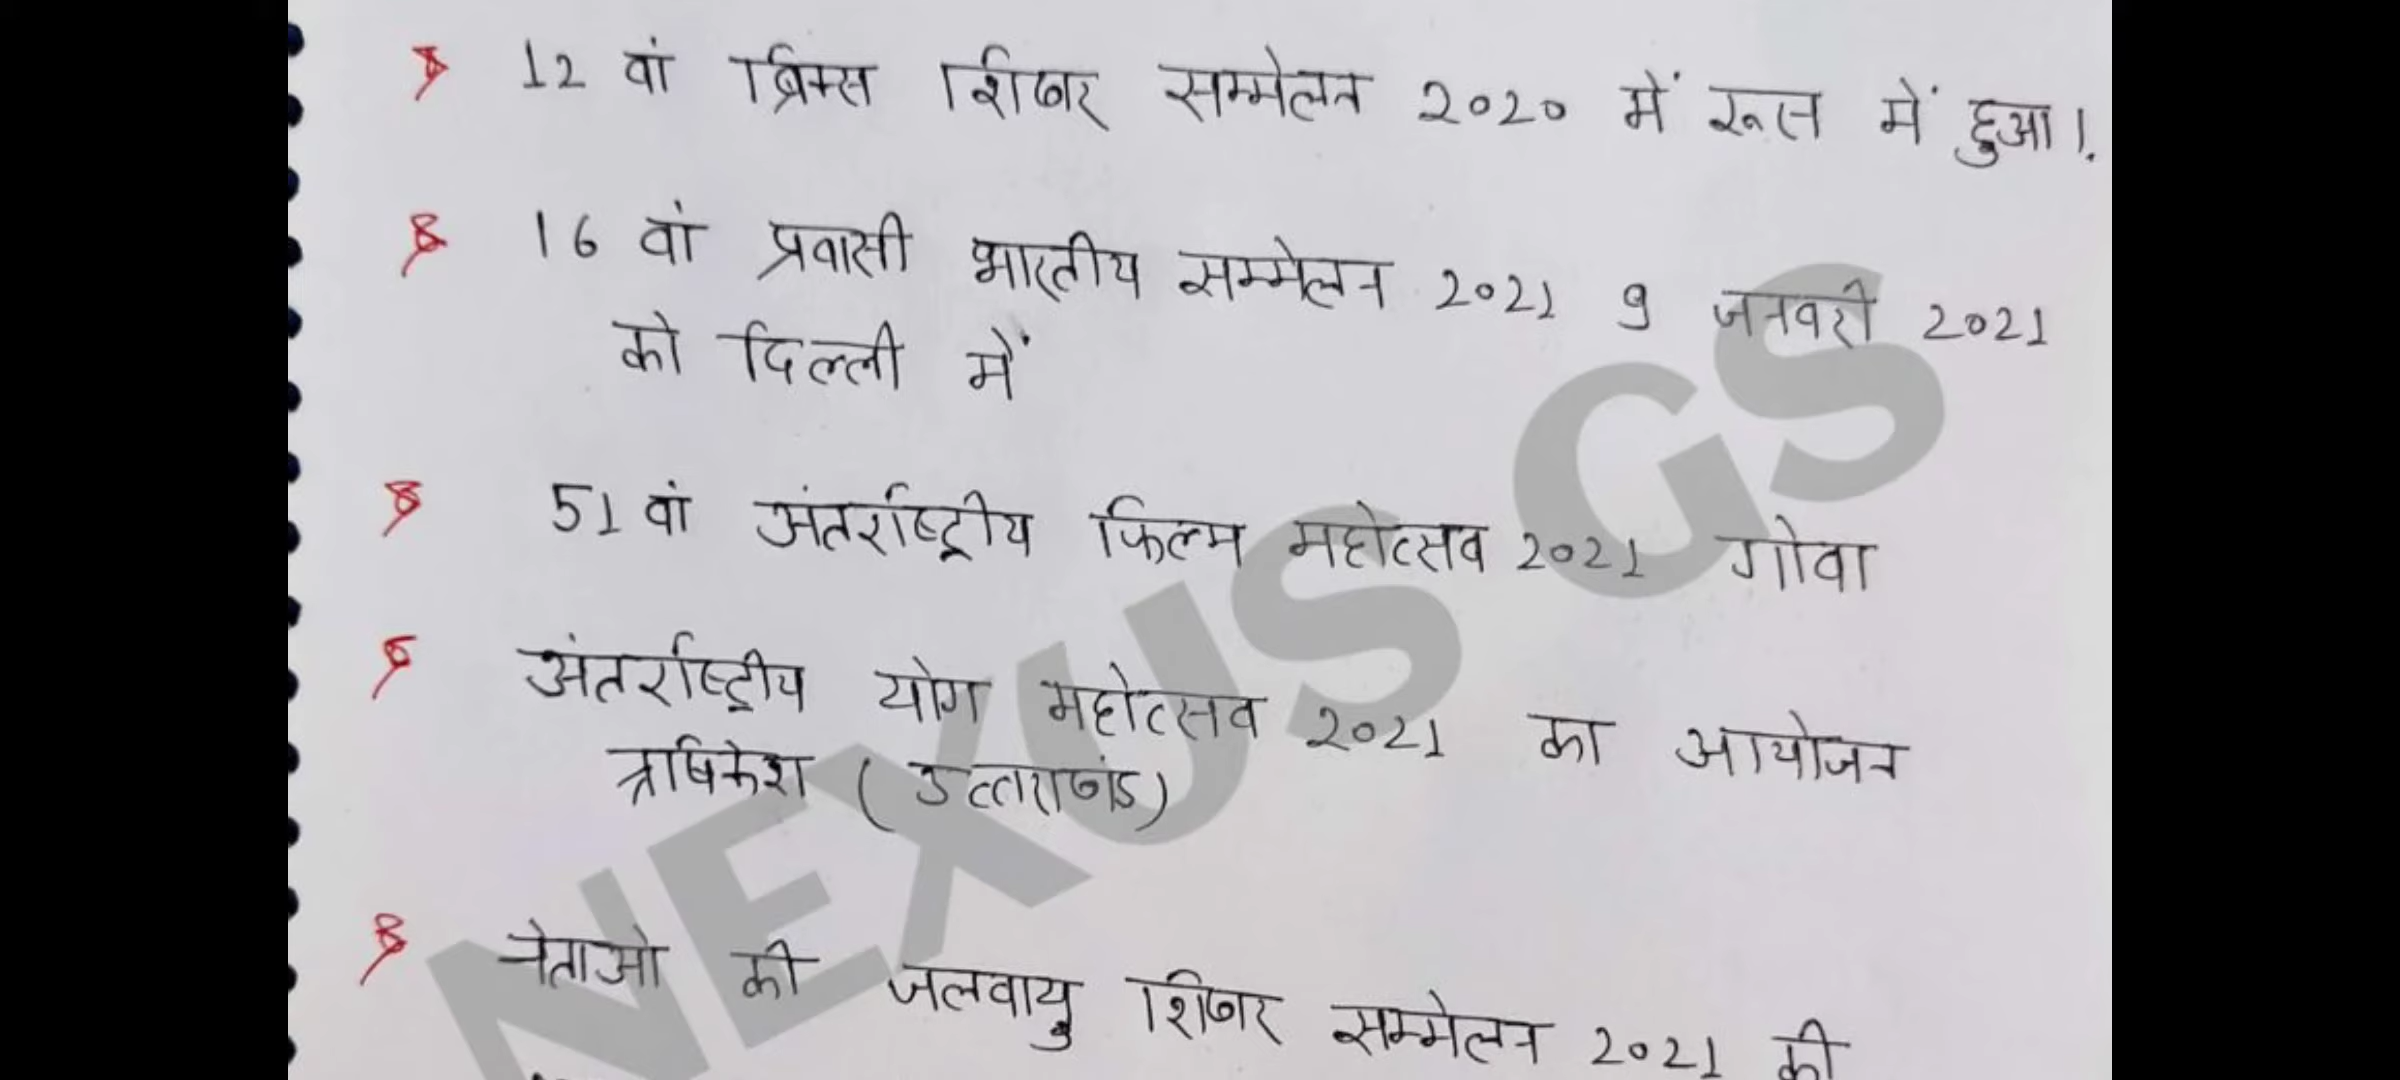 12 वां ब्रिक्स शिखर सम्मेलन 2020 में रूस में हुआ।
16 वां प्रवासी भारतीय सम्मेलन 2021 9 जनवरी 2021
को दिल्ली में
51 वां अंतर्राष्ट्रीय फिल्म महोत्सव 2021 गोवा
अंतर्राष्ट्रीय योग महोत्सव 2021 का आयोजन
ऋषिकेश (उत्तराखंड)
नेताओ की जलवायु शिखर सम्मेलन 2021 की
NEXUS GS